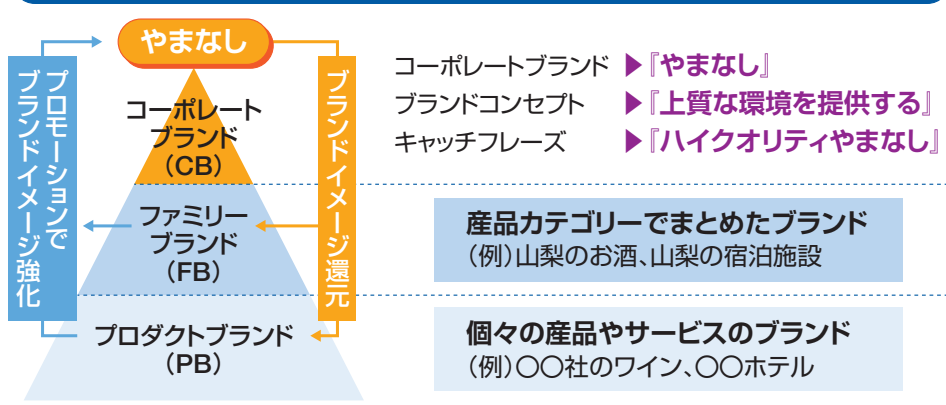 やまなし
プロモーションで
ブランドイメージ強化
ブランドイメージ還元
コーポレート
ブランド
（CB）
ファミリー
ブランド
（FB）
プロダクトブランド
（PB）
コーポレートブランド ▶『やまなし』
ブランドコンセプト ▶『上質な環境を提供する』
キャッチフレーズ ▶『ハイクオリティやまなし』
産品カテゴリーでまとめたブランド
（例）山梨のお酒、山梨の宿泊施設
個々の産品やサービスのブランド
（例）〇〇社のワイン、〇〇ホテル